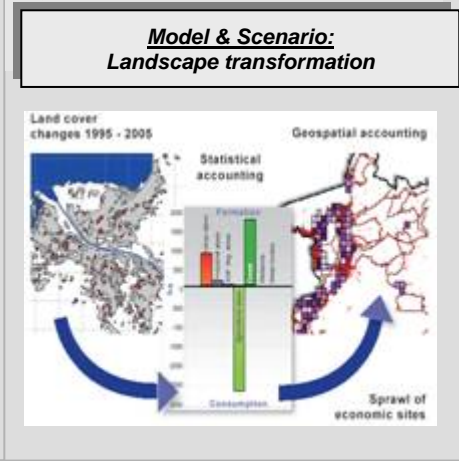 Model & Scenario:
Landscape transformation
Land cover
changes 1995 - 2005
Geospatial accounting
Statistical
accounting
Formation
Consumption
Sprawl of
economic sites